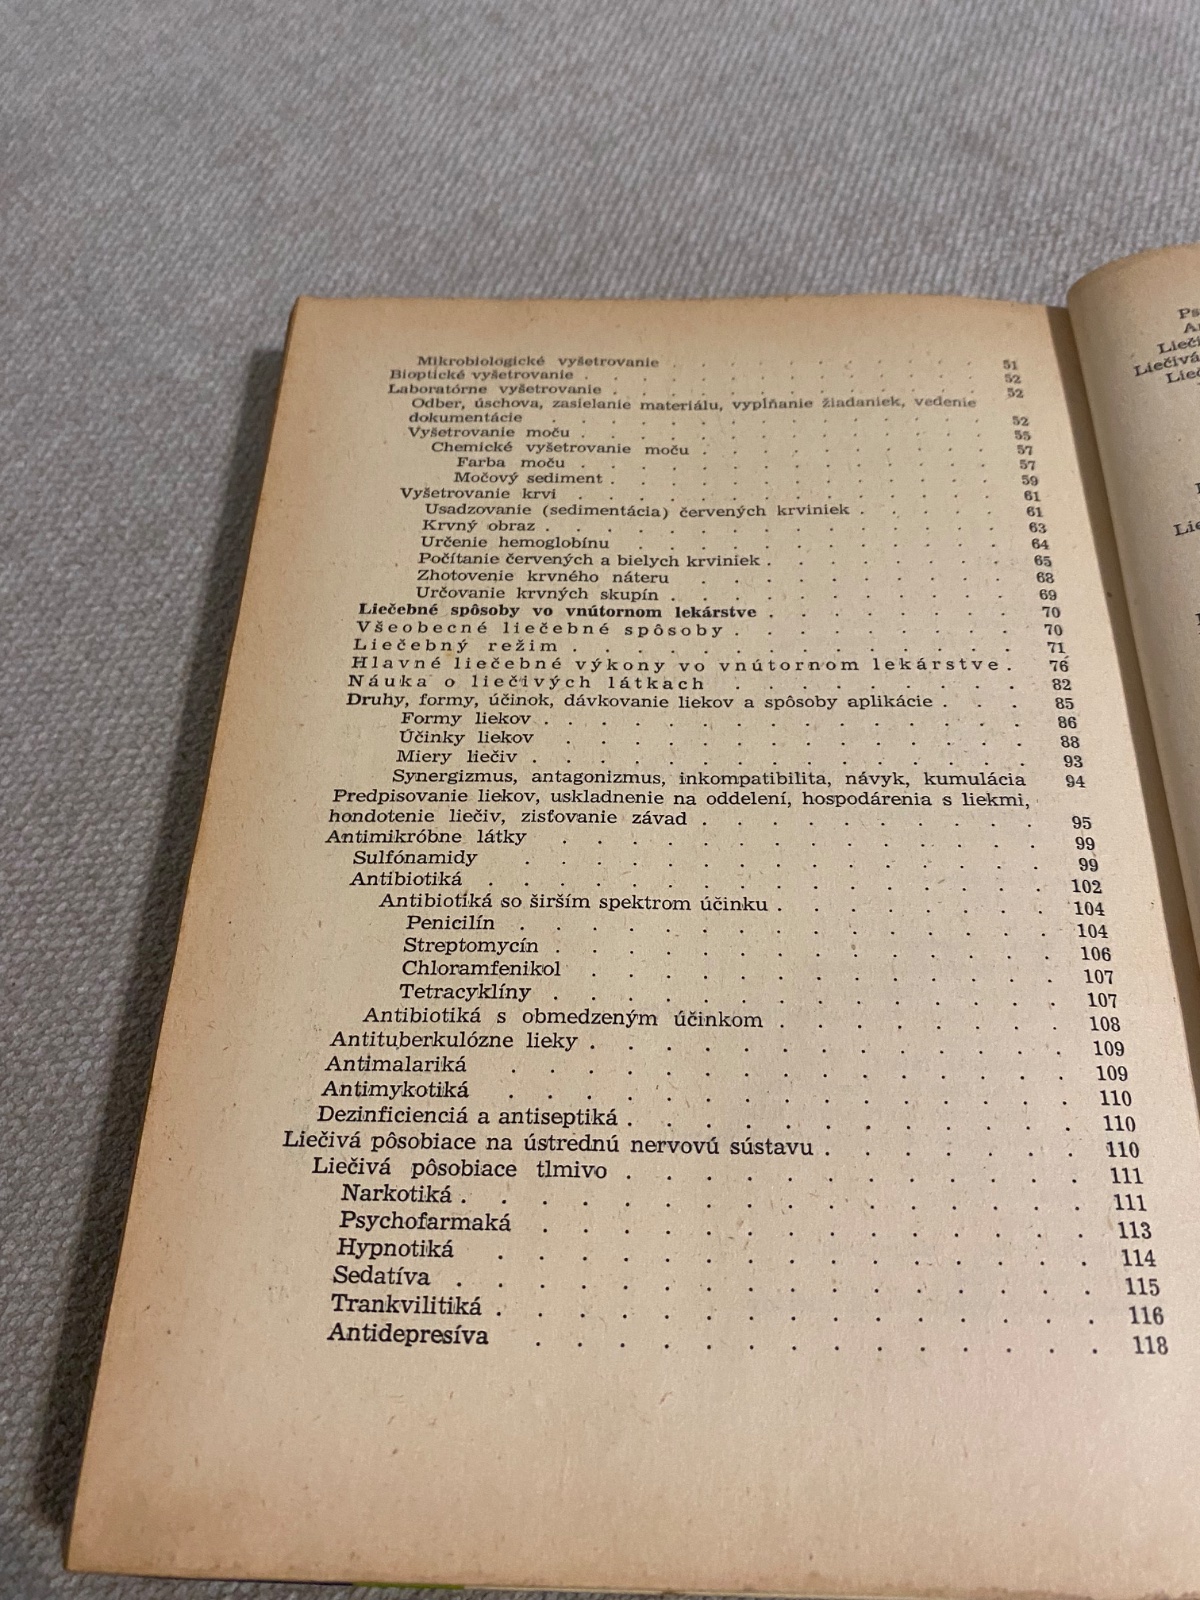 Mikrobiologické vyšetrovanie . . . . . . . 51
Bioptické vyšetrovanie . . . . . . . . . . 52
Laboratórne vyšetrovanie . . . . . . . . . 52
Odber, úschova, zasielanie materiálu, vyplňanie žiadaniek, vedenie
dokumentácie . . . . . . . . . . 52
Vyšetrovanie moču . . . . . . . . . . 55
Chemické vyšetrovanie moču . . . . . . . . 57
Farba moču . . . . . . . . . . 57
Močový sediment . . . . . . . . . . 59
Vyšetrovanie krvi . . . . . . . . . . 61
Usadzovanie (sedimentácia) červených krviniek . . . . 61
Krvný obraz . . . . . . . . . . 63
Určenie hemoglobínu . . . . . . . . . 64
Počítanie červených a bielych krviniek . . . . . . 65
Zhotovenie krvného náteru . . . . . . . . 68
Určovanie krvných skupín . . . . . . . . 69
Liečebné spôsoby vo vnútornom lekárstve . . . . . . 70
Všeobecné liečebné spôsoby . . . . . . . 70
Liečebný režim . . . . . . . . . . 71
Hlavné liečebné výkony vo vnútornom lekárstve . 76
Náuka o liečivých látkach . . . . . . . 82
Druhy, formy, účinok, dávkovanie liekov a spôsoby aplikácie . . . 85
Formy liekov . . . . . . . . . . . 86
Účinky liekov . . . . . . . . . . 88
Miery liečiv . . . . . . . . . . . 93
Synergizmus, antagonizmus, inkompatibilita, návyk, kumulácia 94
Predpisovanie liekov, uskladnenie na oddelení, hospodárenia s liekmi,
hondotenie liečiv, zisťovanie závad . . . . . . . . 95
Antimikróbne látky . . . . . . . . . . 99
Sulfónamidy . . . . . . . . . . 99
Antibiotiká . . . . . . . . . . . 102
Antibiotiká so širším spektrom účinku . . . . . . 104
Penicilín . . . . . . . . . . 104
Streptomycín . . . . . . . . . . 106
Chloramfenikol . . . . . . . . . 107
Tetracyklíny . . . . . . . . . . 107
Antibiotiká s obmedzeným účinkom . . . . . . 108
Antituberkulózne lieky . . . . . . . . . . 109
Antimalariká . . . . . . . . . . . 109
Antimykotiká . . . . . . . . . . . 110
Dezinficienciá a antiseptiká . . . . . . . . . 110
Liečivá pôsobiace na ústrednú nervovú sústavu . . . . . . 110
Liečivá pôsobiace tlmivo . . . . . . . . . 111
Narkotiká . . . . . . . . . . . . 111
Psychofarmaká . . . . . . . . . . 113
Hypnotiká . . . . . . . . . . . 114
Sedatíva . . . . . . . . . . . . 115
Trankvilitiká . . . . . . . . . . . 116
Antidepresíva . . . . . . . . . . 118